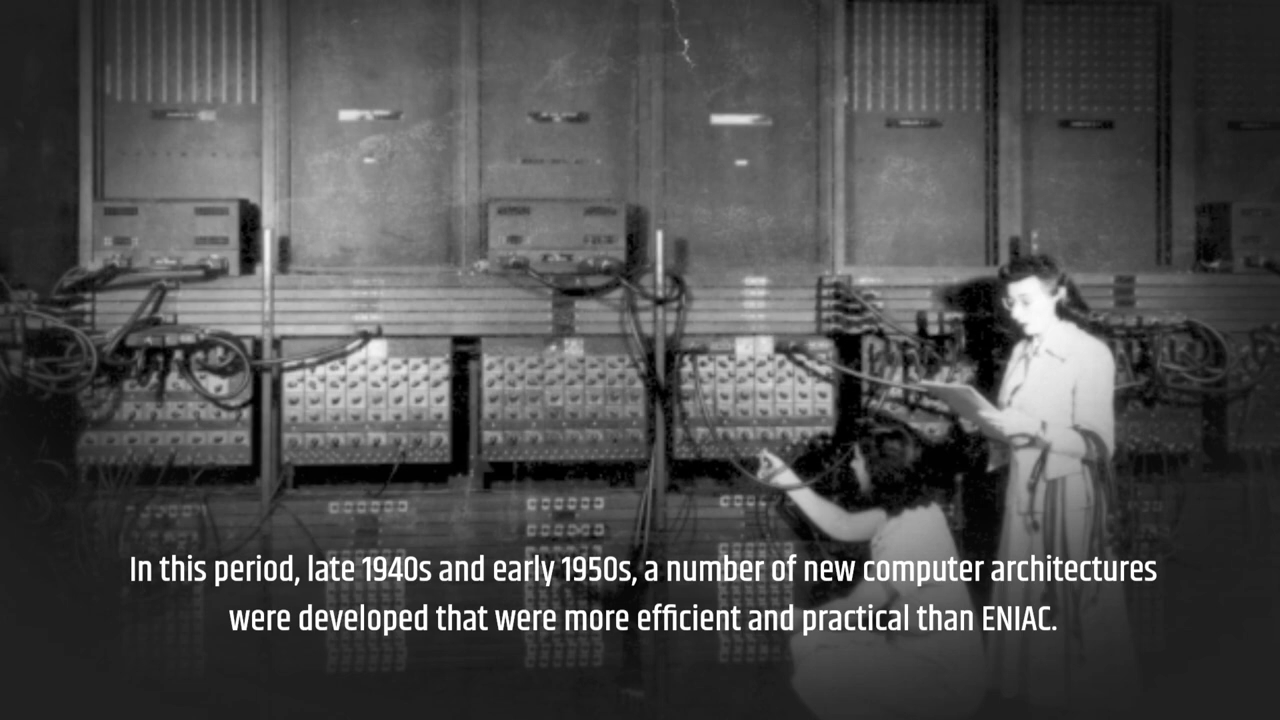 In this period, late 1940s and early 1950s, a number of new computer architectures
were developed that were more efficient and practical than ENIAC.